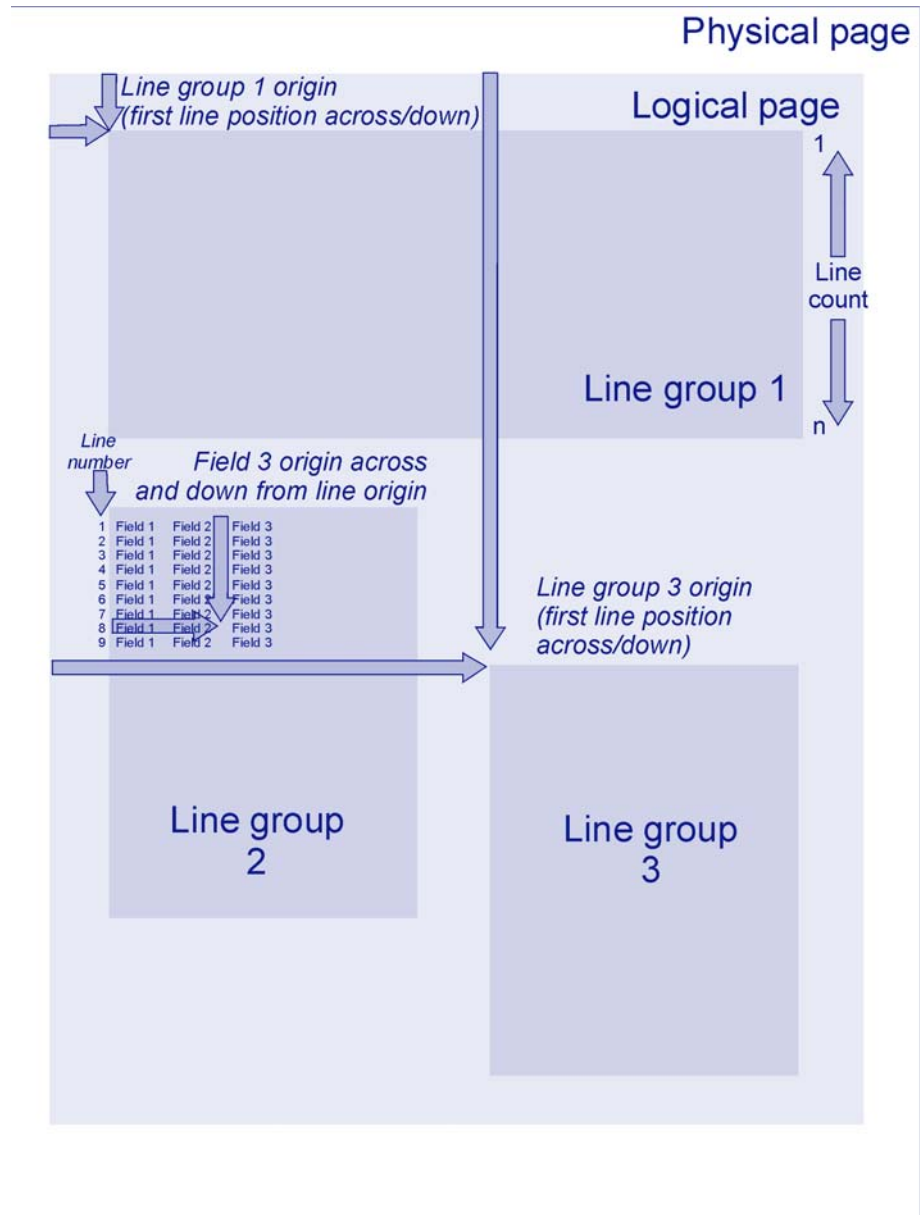 Physical page
Line group 1 origin
(first line position across/down)
Logical page
1
Line
count
n
Line group 1
Line
number
Field 3 origin across
and down from line origin
1 Field 1 Field 2 Field 3
2 Field 1 Field 2 Field 3
3 Field 1 Field 2 Field 3
4 Field 1 Field 2 Field 3
5 Field 1 Field 2 Field 3
6 Field 1 Field 2 Field 3
7 Field 1 Field 2 Field 3
8 Field 1 Field 2 Field 3
9 Field 1 Field 2 Field 3
Line group 3 origin
(first line position
across/down)
Line group
2
Line group
3